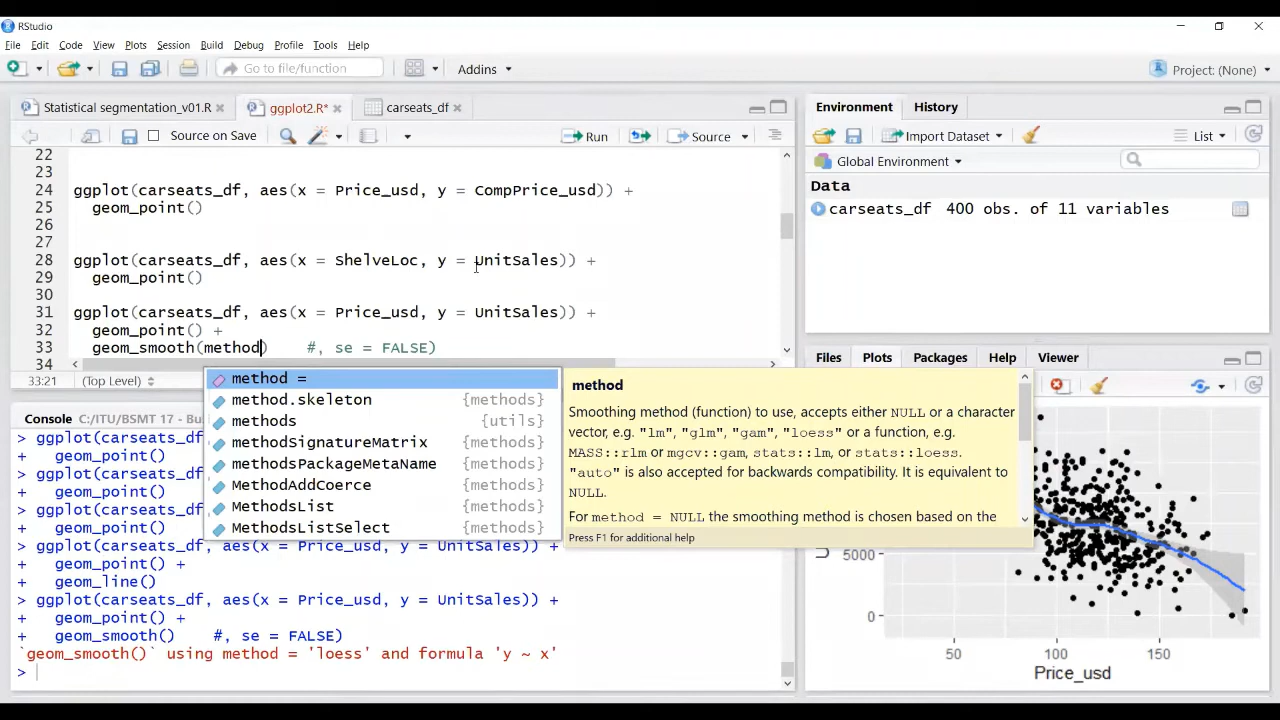 RStudio
File Edit Code View Plots Session Build Debug Profile Tools Help
Go to file/function Addins Project: (None)
Statistical segmentation_v01.R ggplot2.R* carseats_df
Source on Save Run Source
22
23
24 ggplot(carseats_df, aes(x = Price_usd, y = CompPrice_usd)) +
25 geom_point()
26
27
28 ggplot(carseats_df, aes(x = ShelveLoc, y = UnitSales)) +
29 geom_point()
30
31 ggplot(carseats_df, aes(x = Price_usd, y = UnitSales)) +
32 geom_point() +
33 geom_smooth(method) #, se = FALSE)
34
33:21 (Top Level)
method =
method.skeleton {methods}
methods {utils}
methodSignatureMatrix {methods}
methodsPackageMetaName {methods}
MethodAddCoerce {methods}
MethodsList {methods}
MethodsListSelect {methods}
method
Smoothing method (function) to use, accepts either NULL or a character
vector, e.g. "lm", "glm", "gam", "loess" or a function, e.g.
MASS::rlm or mgcv::gam, stats::lm, or stats::loess.
"auto" is also accepted for backwards compatibility. It is equivalent to
NULL.
For method = NULL the smoothing method is chosen based on the
Press F1 for additional help
Console C:/ITU/BSMT 17 - Bu
> ggplot(carseats_df
+ geom_point()
> ggplot(carseats_df
+ geom_point()
> ggplot(carseats_df
+ geom_point()
> ggplot(carseats_df, aes(x = Price_usd, y = UnitSales)) +
+ geom_point() +
+ geom_line()
> ggplot(carseats_df, aes(x = Price_usd, y = UnitSales)) +
+ geom_point() +
+ geom_smooth() #, se = FALSE)
`geom_smooth()` using method = 'loess' and formula 'y ~ x'
>
Environment History
Import Dataset List
Global Environment
Data
carseats_df 400 obs. of 11 variables
Files Plots Packages Help Viewer
5000
0
50 100 150
Price_usd